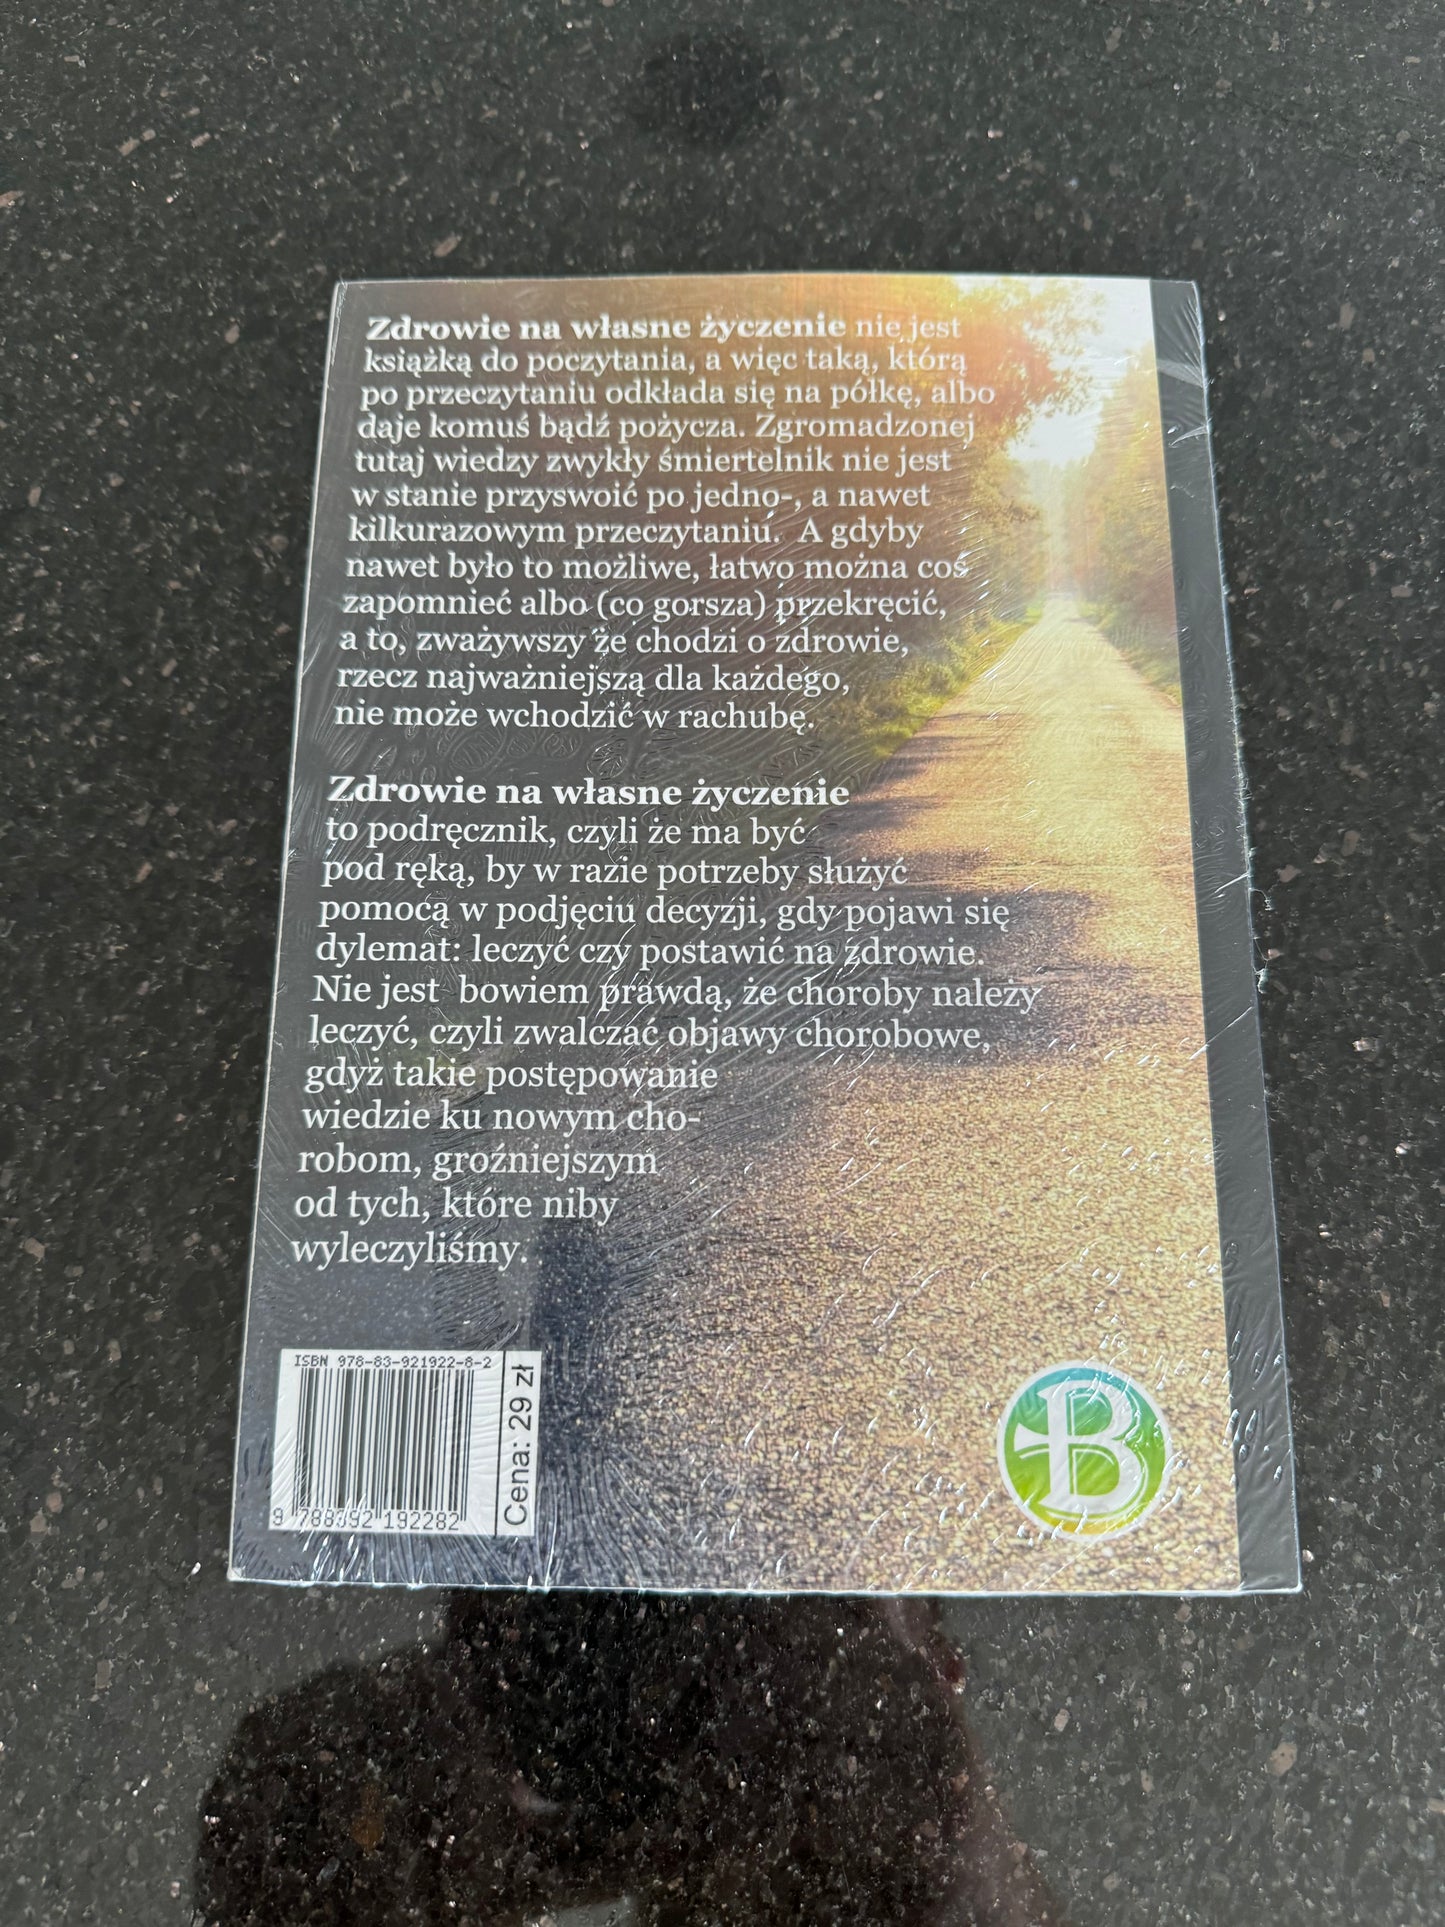 Zdrowie na własne życzenie nie jest
książką do poczytania, a więc taką, którą
po przeczytaniu odkłada się na półkę, albo
daje komuś bądź pożycza. Zgromadzonej
tutaj wiedzy zwykły śmiertelnik nie jest
w stanie przyswoić po jedno-, a nawet
kilkurazowym przeczytaniu. A gdyby
nawet było to możliwe, łatwo można coś
zapomnieć albo (co gorsza) przekręcić,
a to, zważywszy że chodzi o zdrowie,
rzecz najważniejszą dla każdego,
nie może wchodzić w rachubę.
Zdrowie na własne życzenie
to podręcznik, czyli że ma być
pod ręką, by w razie potrzeby służyć
pomocą w podjęciu decyzji, gdy pojawi się
dylemat: leczyć czy postawić na zdrowie.
Nie jest bowiem prawdą, że choroby należy
leczyć, czyli zwalczać objawy chorobowe,
gdyż takie postępowanie
wiedzie ku nowym cho-
robom, groźniejszym
od tych, które niby
wyleczyliśmy.
ISBN 978-83-921922-8-2
9 788392 192282
Cena: 29 zł
B